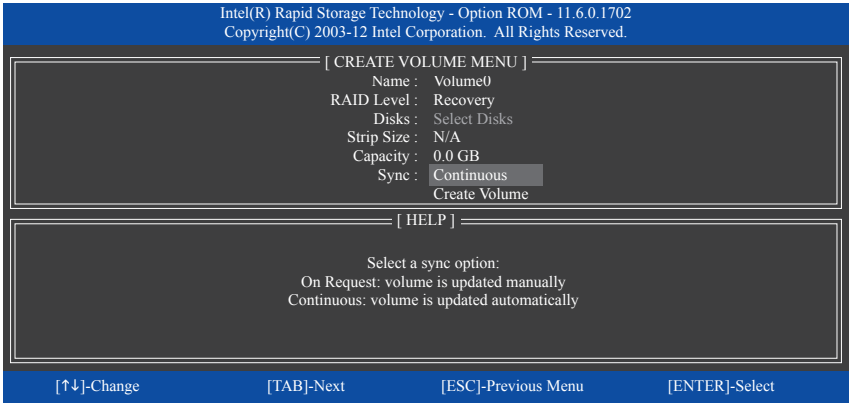 Intel(R) Rapid Storage Technology - Option ROM - 11.6.0.1702
Copyright(C) 2003-12 Intel Corporation.  All Rights Reserved.
[ CREATE VOLUME MENU ]
Name :  Volume0
RAID Level :  Recovery
Disks :  Select Disks
Strip Size :  N/A
Capacity :  0.0 GB
Sync :  Continuous
Create Volume
[ HELP ]
Select a sync option:
On Request: volume is updated manually
Continuous: volume is updated automatically
[↑↓]-Change  [TAB]-Next  [ESC]-Previous Menu  [ENTER]-Select